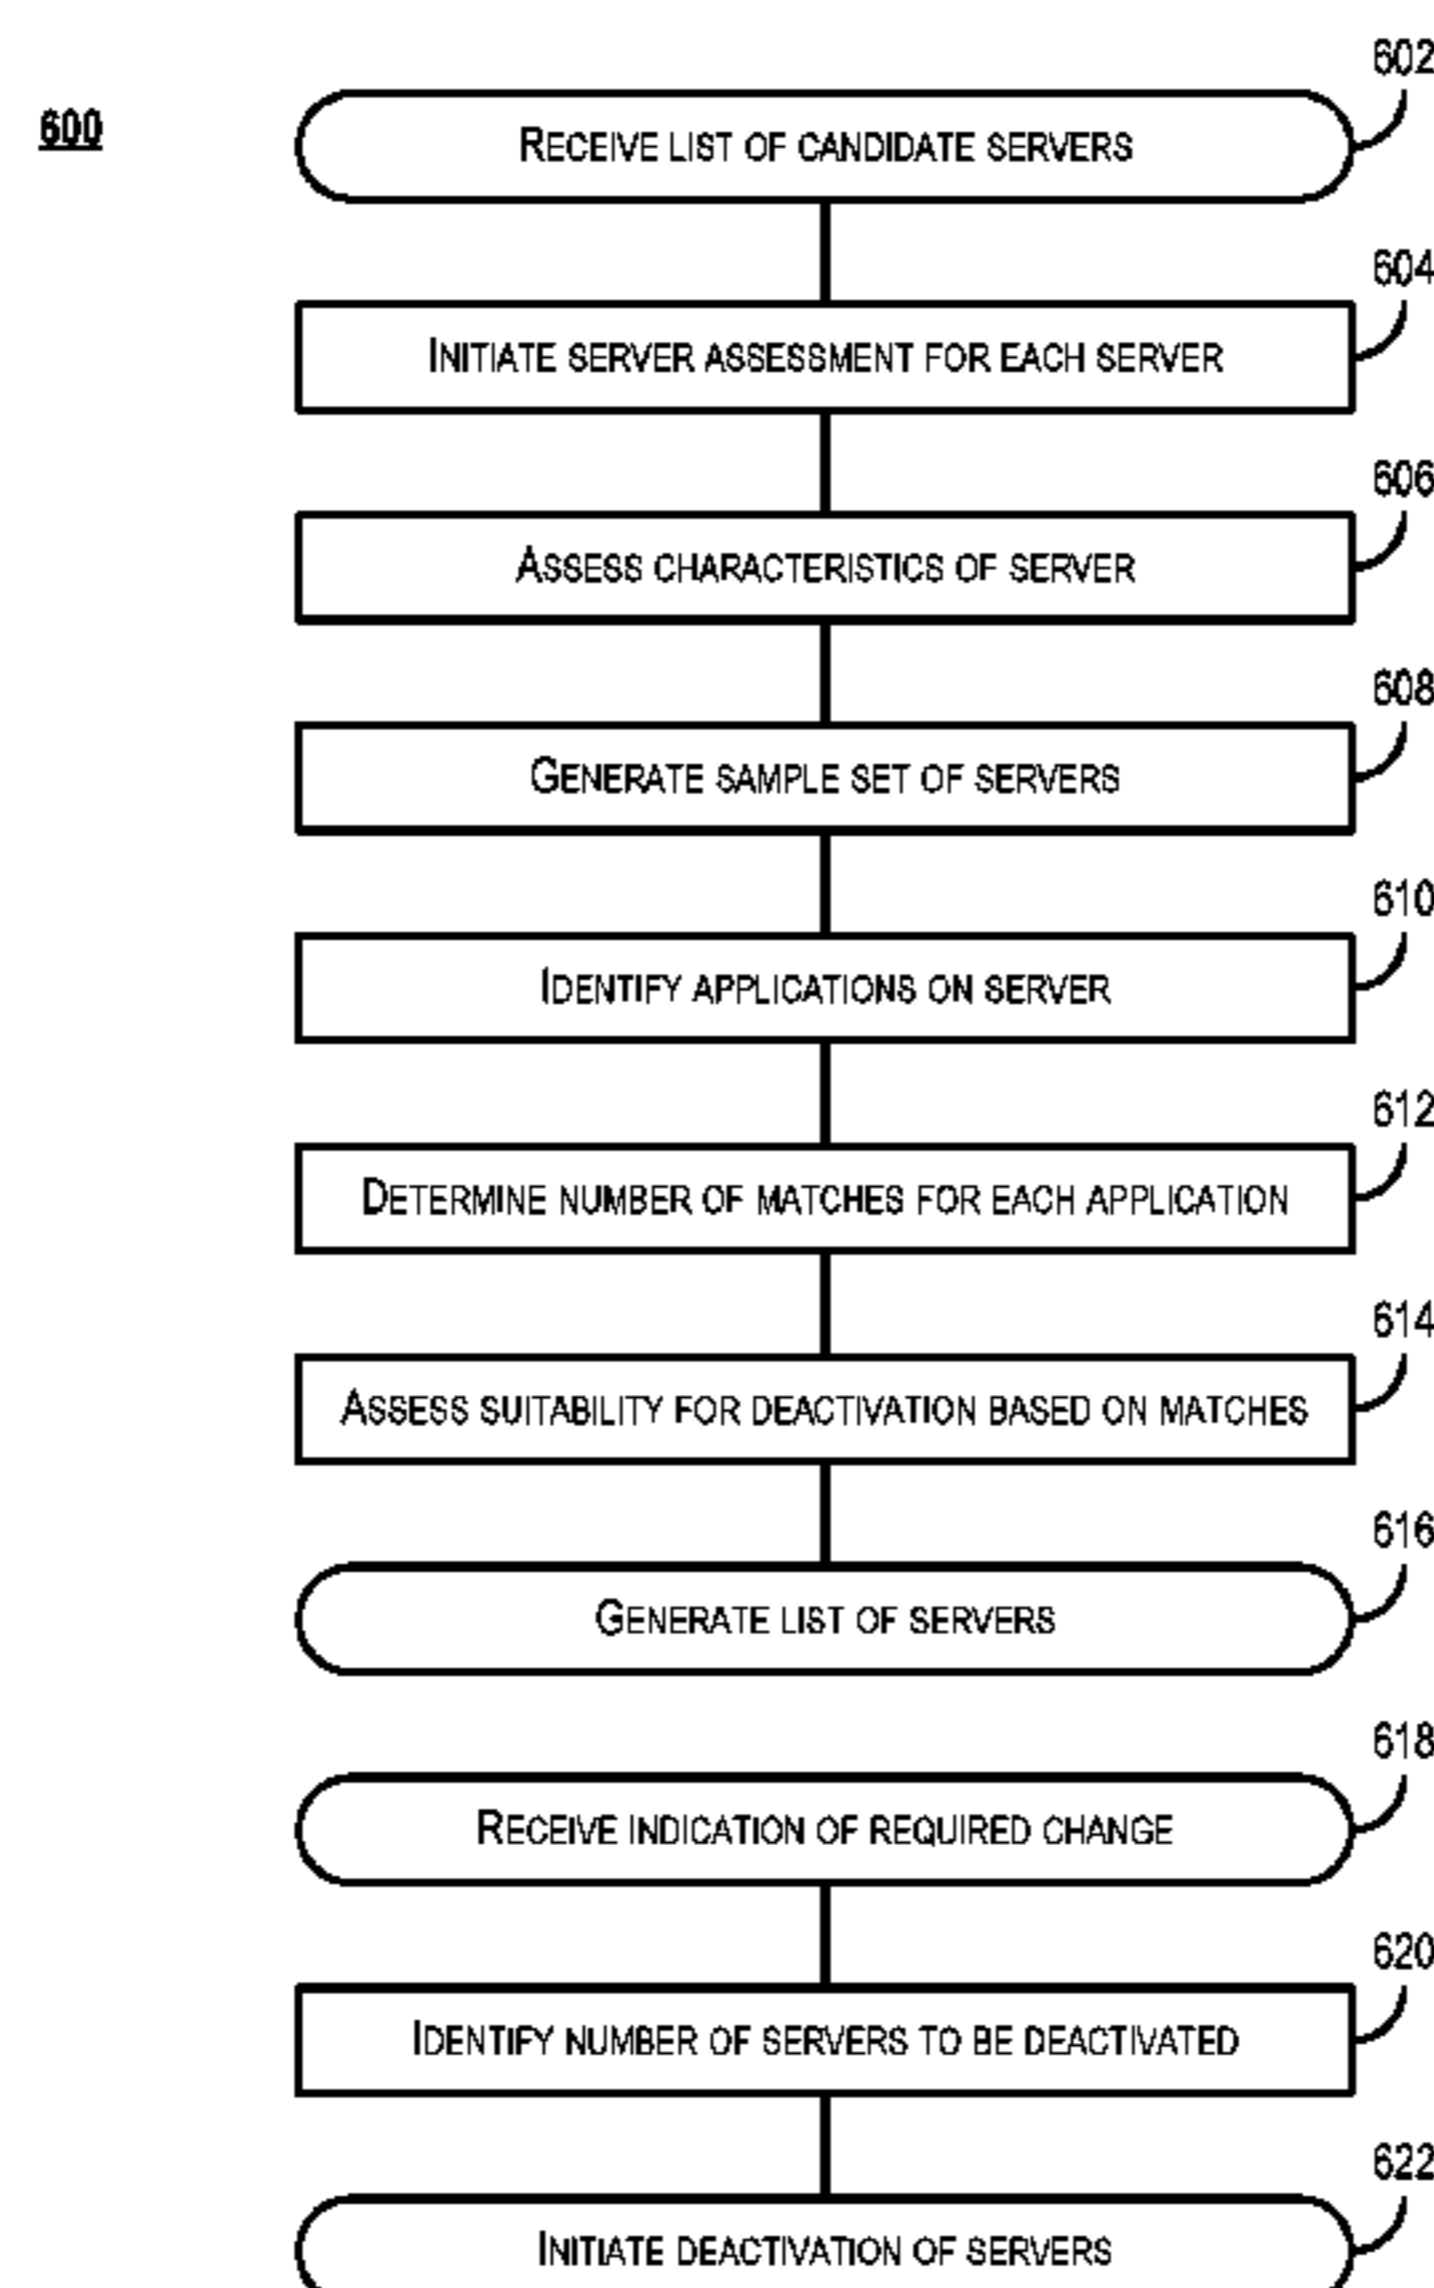 602
600
RECEIVE LIST OF CANDIDATE SERVERS
604
INITIATE SERVER ASSESSMENT FOR EACH SERVER
606
ASSESS CHARACTERISTICS OF SERVER
608
GENERATE SAMPLE SET OF SERVERS
610
IDENTIFY APPLICATIONS ON SERVER
612
DETERMINE NUMBER OF MATCHES FOR EACH APPLICATION
614
ASSESS SUITABILITY FOR DEACTIVATION BASED ON MATCHES
616
GENERATE LIST OF SERVERS
618
RECEIVE INDICATION OF REQUIRED CHANGE
620
IDENTIFY NUMBER OF SERVERS TO BE DEACTIVATED
622
INITIATE DEACTIVATION OF SERVERS